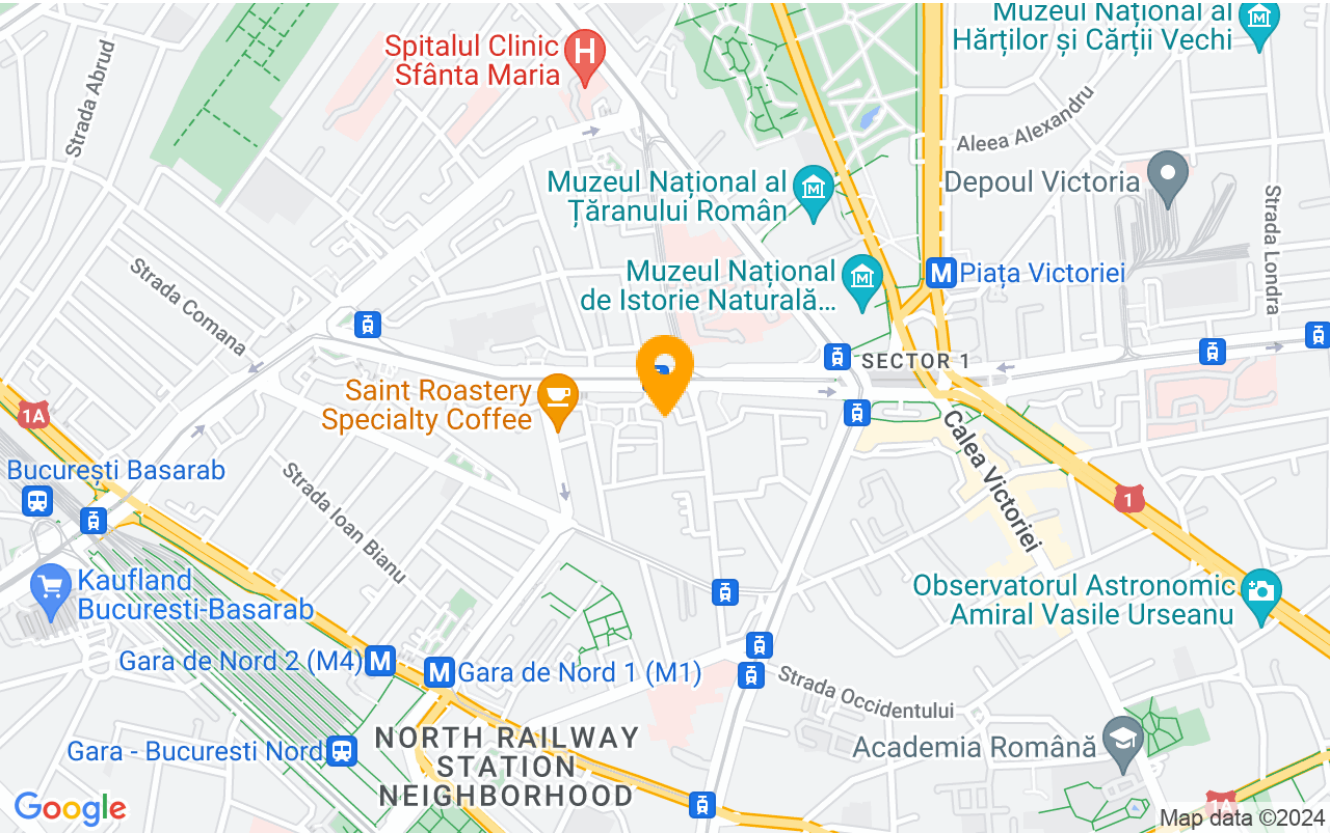 Muzeul Național al
Hărților și Cărții Vechi
Spitalul Clinic
Sfânta Maria
H
Strada Abrud
Aleea Alexandru
Muzeul Național al
Țăranului Român
Depoul Victoria
Strada Londra
Strada Comana
Muzeul Național
de Istorie Naturală...
M
Piața Victoriei
SECTOR 1
Saint Roastery
Specialty Coffee
1A
București Basarab
Strada Ioan Bianu
Calea Victoriei
1
Kaufland
Bucuresti-Basarab
Observatorul Astronomic
Amiral Vasile Urseanu
Gara de Nord 2 (M4)
M
M
Gara de Nord 1 (M1)
Strada Occidentului
Gara - Bucuresti Nord
NORTH RAILWAY
STATION
NEIGHBORHOOD
Academia Română
Google
1A
Map data ©2024